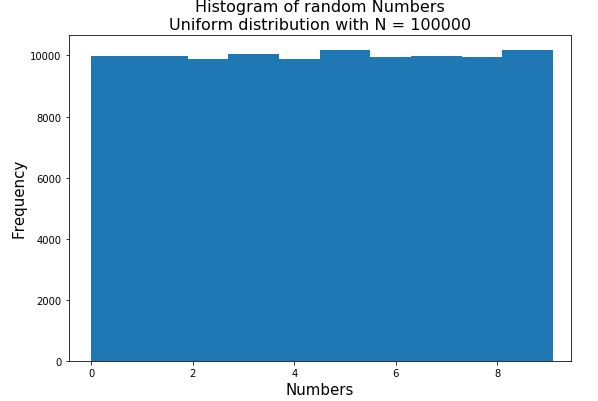 Histogram of random Numbers
Uniform distribution with N = 100000
10000
8000
6000
4000
2000
0
Frequency
0 2 4 6 8
Numbers